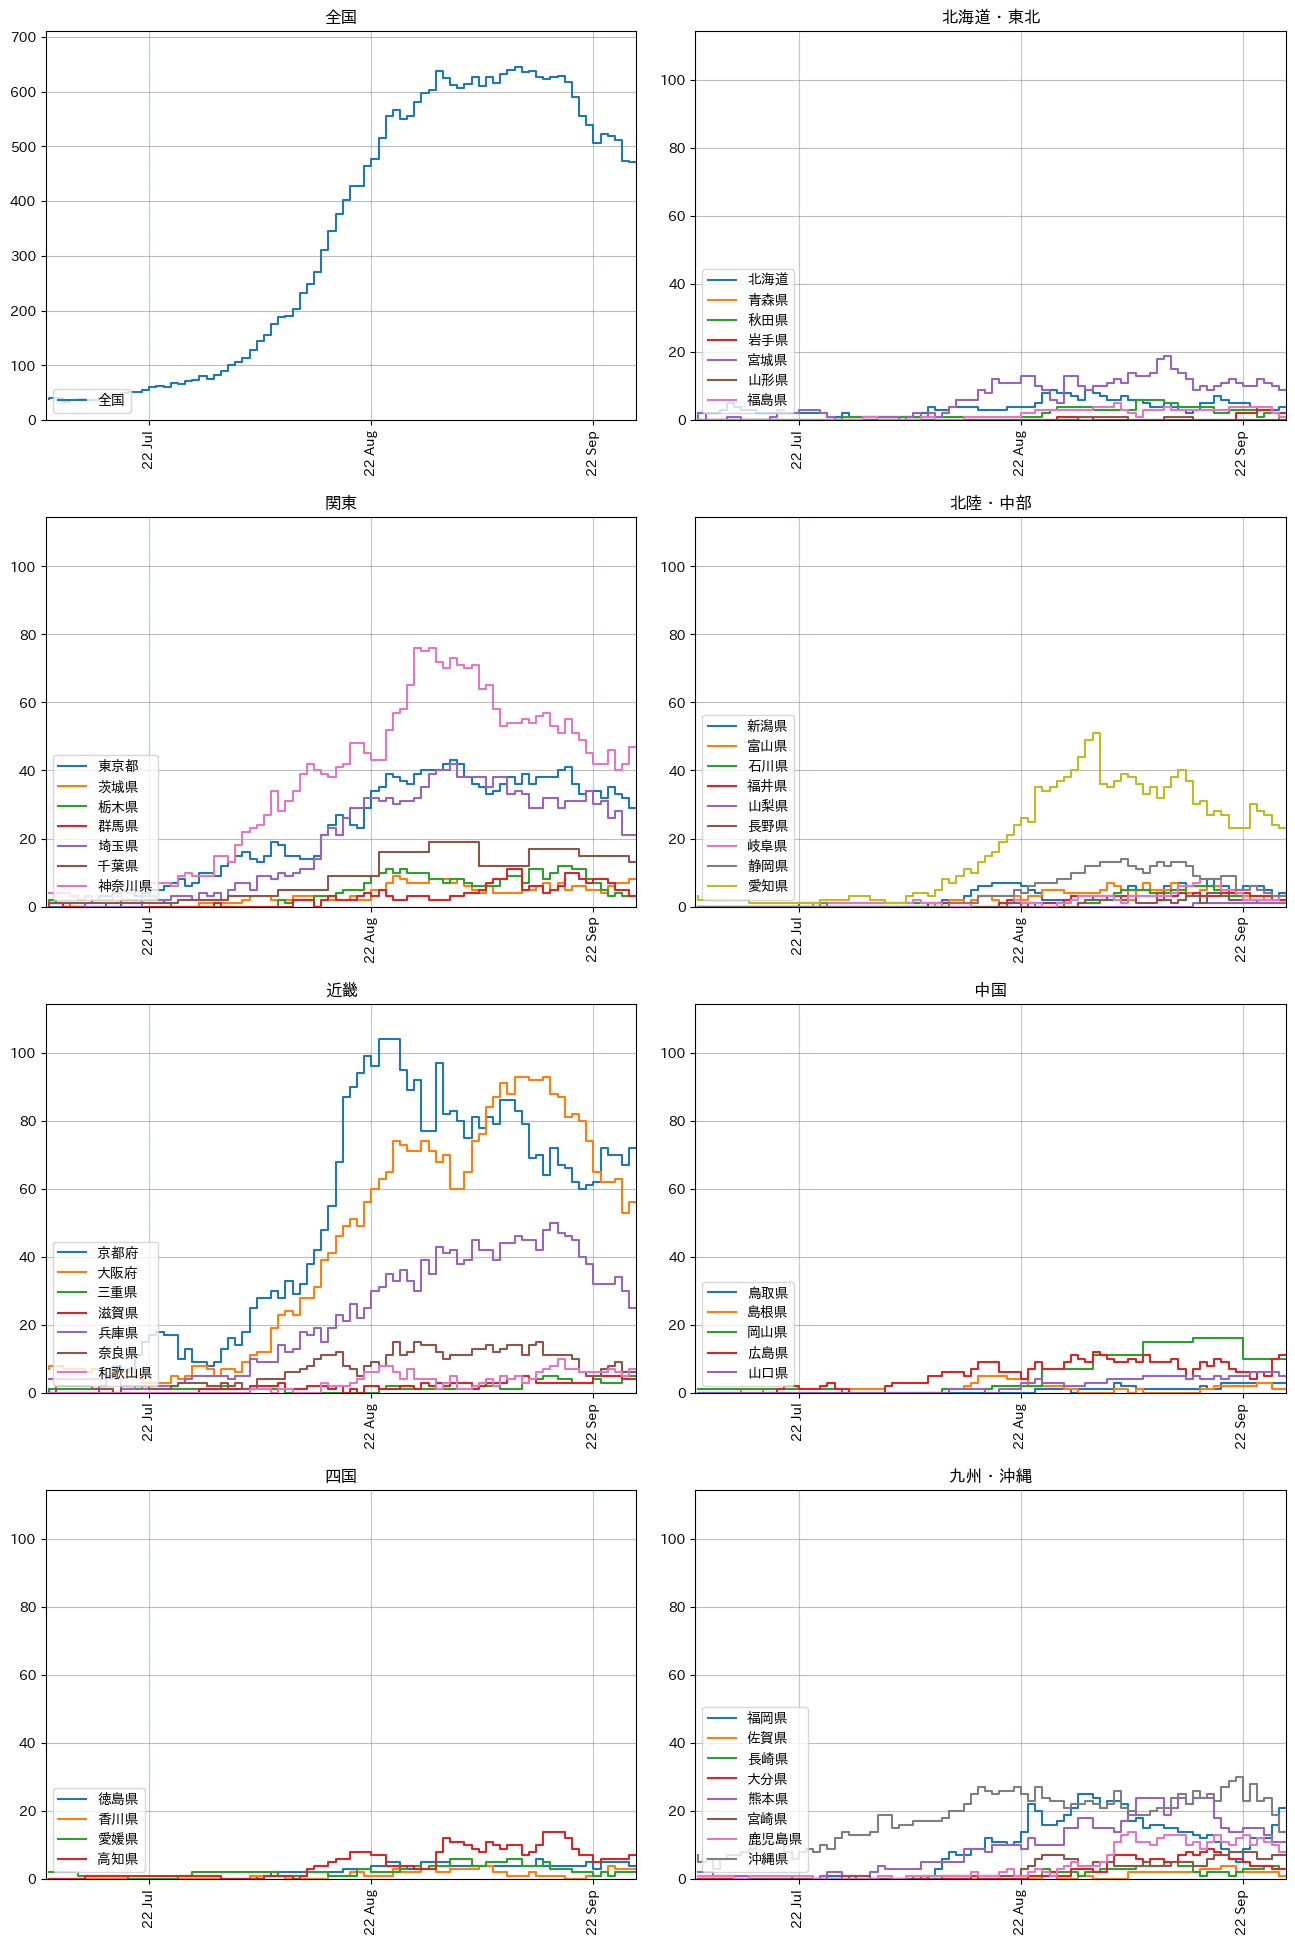 全国
700
600
500
400
300
200
100
0
全国
22 Jul
22 Aug
22 Sep
北海道・東北
100
80
60
40
20
0
北海道
青森県
秋田県
岩手県
宮城県
山形県
福島県
22 Jul
22 Aug
22 Sep
関東
100
80
60
40
20
0
東京都
茨城県
栃木県
群馬県
埼玉県
千葉県
神奈川県
22 Jul
22 Aug
22 Sep
北陸・中部
100
80
60
40
20
0
新潟県
富山県
石川県
福井県
山梨県
長野県
岐阜県
静岡県
愛知県
22 Jul
22 Aug
22 Sep
近畿
100
80
60
40
20
0
京都府
大阪府
三重県
滋賀県
兵庫県
奈良県
和歌山県
22 Jul
22 Aug
22 Sep
中国
100
80
60
40
20
0
鳥取県
島根県
岡山県
広島県
山口県
22 Jul
22 Aug
22 Sep
四国
100
80
60
40
20
0
徳島県
香川県
愛媛県
高知県
22 Jul
22 Aug
22 Sep
九州・沖縄
100
80
60
40
20
0
福岡県
佐賀県
長崎県
大分県
熊本県
宮崎県
鹿児島県
沖縄県
22 Jul
22 Aug
22 Sep